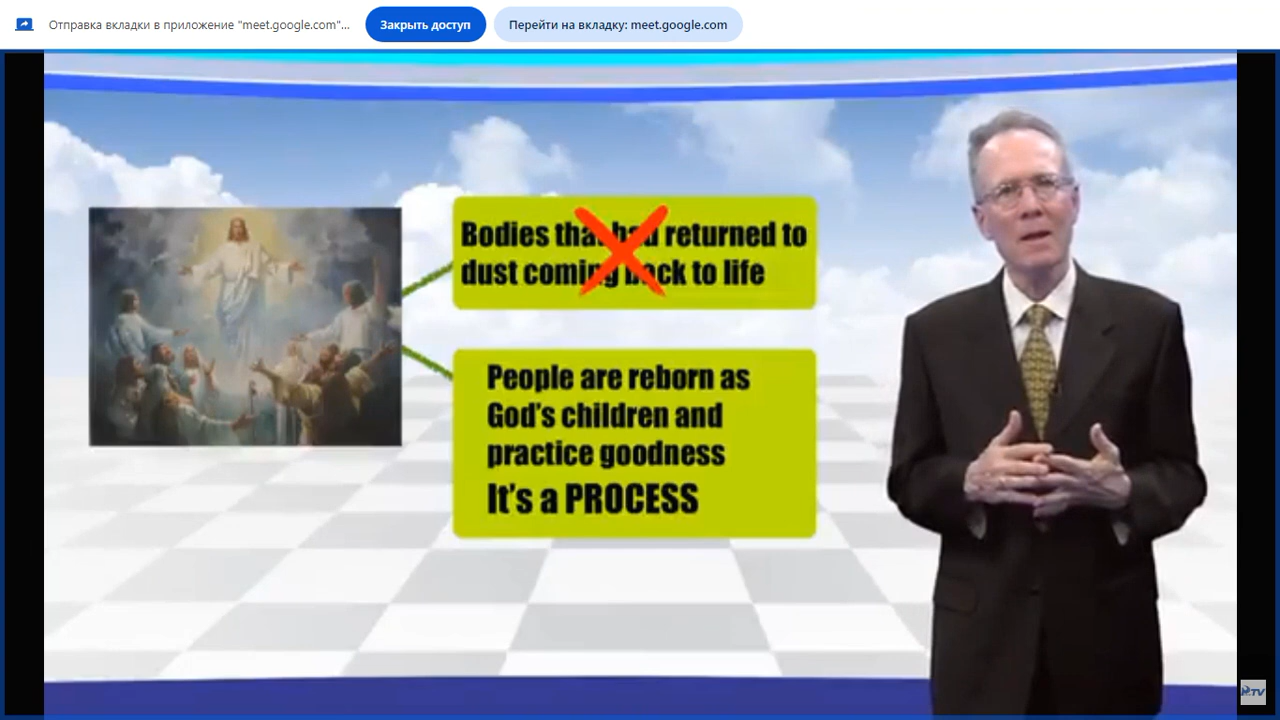 Отправка вкладки в приложение "meet.google.com"...
Закрыть доступ
Перейти на вкладку: meet.google.com
Bodies that had returned to
dust coming back to life
People are reborn as
God's children and
practice goodness
It's a PROCESS